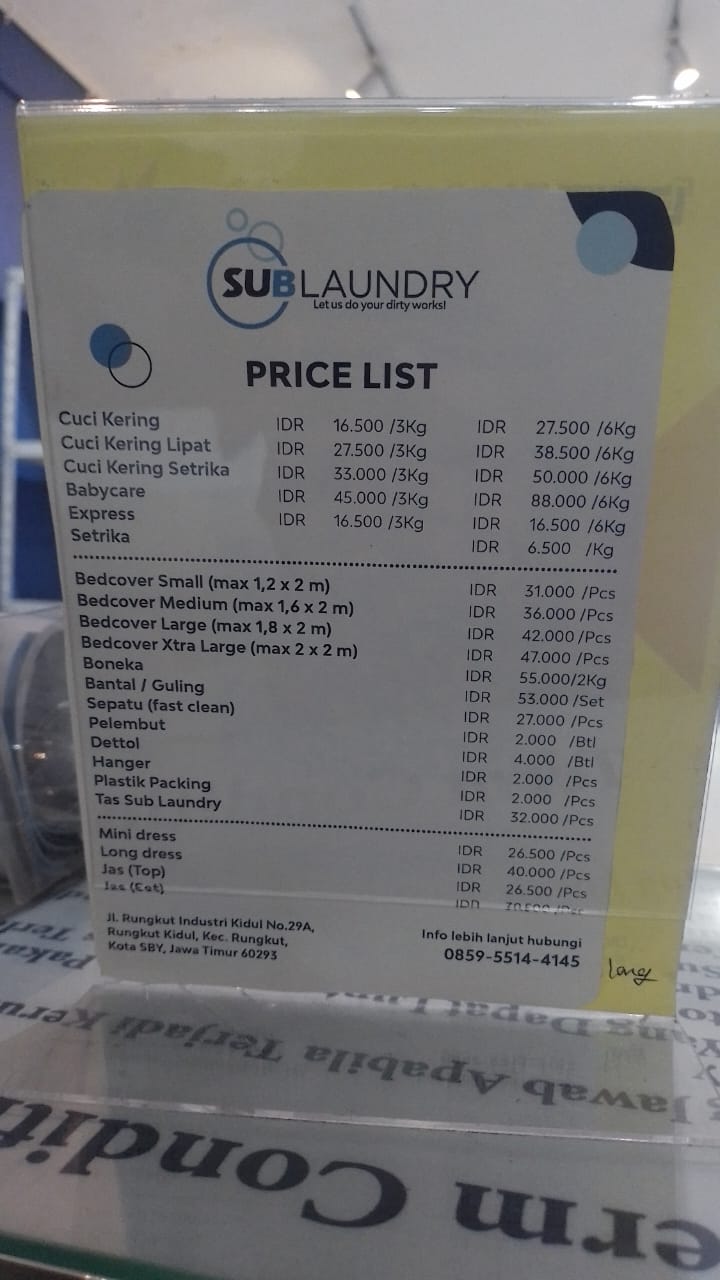 SUBLAUNDRY
Let us do your dirty works!
PRICE LIST
Cuci Kering IDR 16.500 /3Kg IDR 27.500 /6Kg
Cuci Kering Lipat IDR 27.500 /3Kg IDR 38.500 /6Kg
Cuci Kering Setrika IDR 33.000 /3Kg IDR 50.000 /6Kg
Babycare IDR 45.000 /3Kg IDR 88.000 /6Kg
Express IDR 16.500 /3Kg IDR 16.500 /6Kg
Setrika IDR 6.500 /Kg
Bedcover Small (max 1,2 x 2 m) IDR 31.000 /Pcs
Bedcover Medium (max 1,6 x 2 m) IDR 36.000 /Pcs
Bedcover Large (max 1,8 x 2 m) IDR 42.000 /Pcs
Bedcover Xtra Large (max 2 x 2 m) IDR 47.000 /Pcs
Boneka IDR 55.000/2Kg
Bantal / Guling IDR 53.000 /Set
Sepatu (fast clean) IDR 27.000 /Pcs
Pelembut IDR 2.000 /Btl
Dettol IDR 4.000 /Btl
Hanger IDR 2.000 /Pcs
Plastik Packing IDR 2.000 /Pcs
Tas Sub Laundry IDR 32.000 /Pcs
Mini dress IDR 26.500 /Pcs
Long dress IDR 40.000 /Pcs
Jas (Top) IDR 26.500 /Pcs
Jas IDR
Jl. Rungkut Industri Kidul No.29A,
Rungkut Kidul, Kec. Rungkut,
Kota SBY, Jawa Timur 60293
Info lebih lanjut hubungi
0859-5514-4145
long
Yang Dapat
Jawab Apabila Terjadi